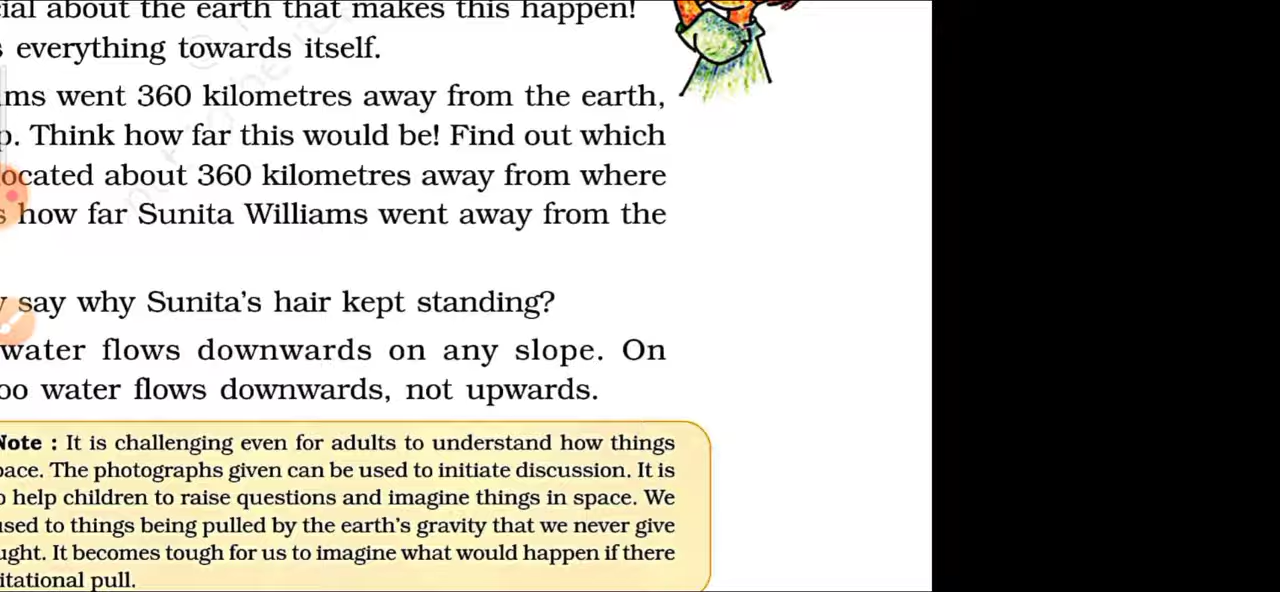 cial about the earth that makes this happen!
s everything towards itself.
ms went 360 kilometres away from the earth,
p. Think how far this would be! Find out which
ocated about 360 kilometres away from where
s how far Sunita Williams went away from the
y say why Sunita’s hair kept standing?
water flows downwards on any slope. On
oo water flows downwards, not upwards.
Note : It is challenging even for adults to understand how things
pace. The photographs given can be used to initiate discussion. It is
o help children to raise questions and imagine things in space. We
used to things being pulled by the earth’s gravity that we never give
ught. It becomes tough for us to imagine what would happen if there
itational pull.